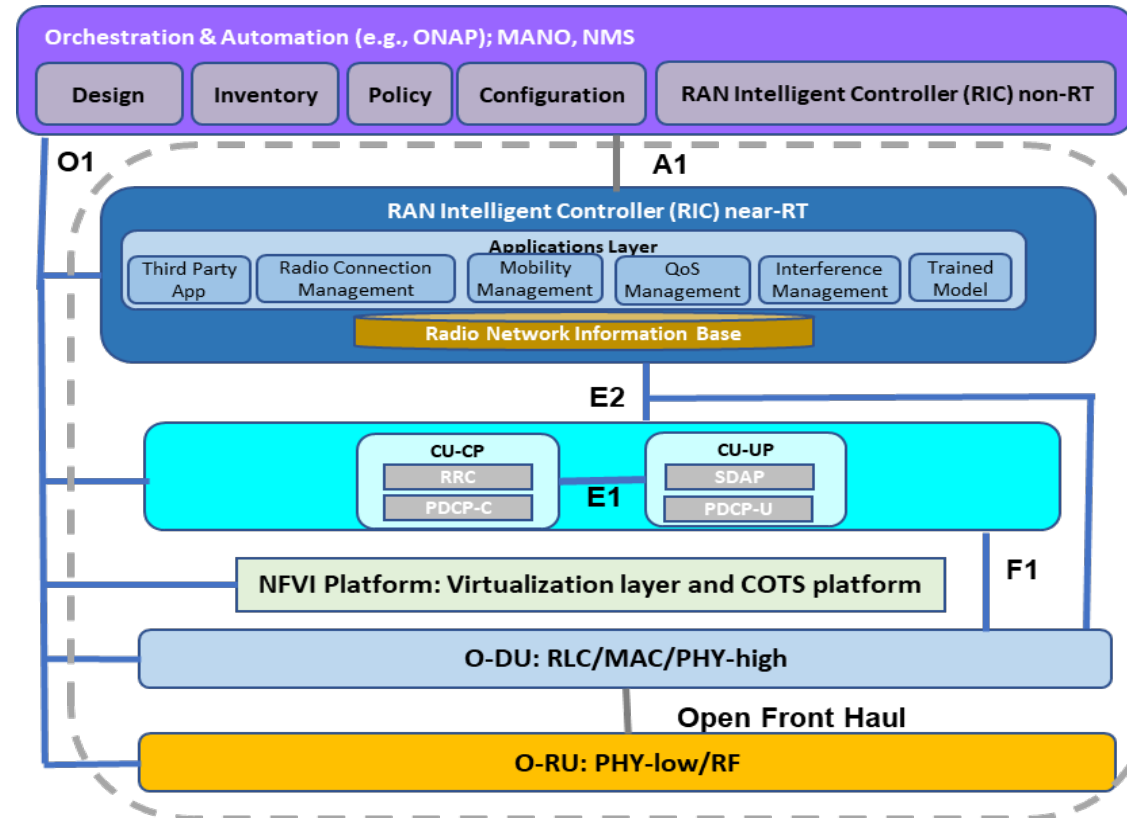 Orchestration & Automation (e.g., ONAP); MANO, NMS
Design
Inventory
Policy
Configuration
RAN Intelligent Controller (RIC) non-RT
O1
A1
RAN Intelligent Controller (RIC) near-RT
Applications Layer
Third Party
App
Radio Connection
Management
Mobility
Management
QoS
Management
Interference
Management
Trained
Model
Radio Network Information Base
E2
CU-CP
RRC
PDCP-C
E1
CU-UP
SDAP
PDCP-U
F1
NFVI Platform: Virtualization layer and COTS platform
O-DU: RLC/MAC/PHY-high
Open Front Haul
O-RU: PHY-low/RF